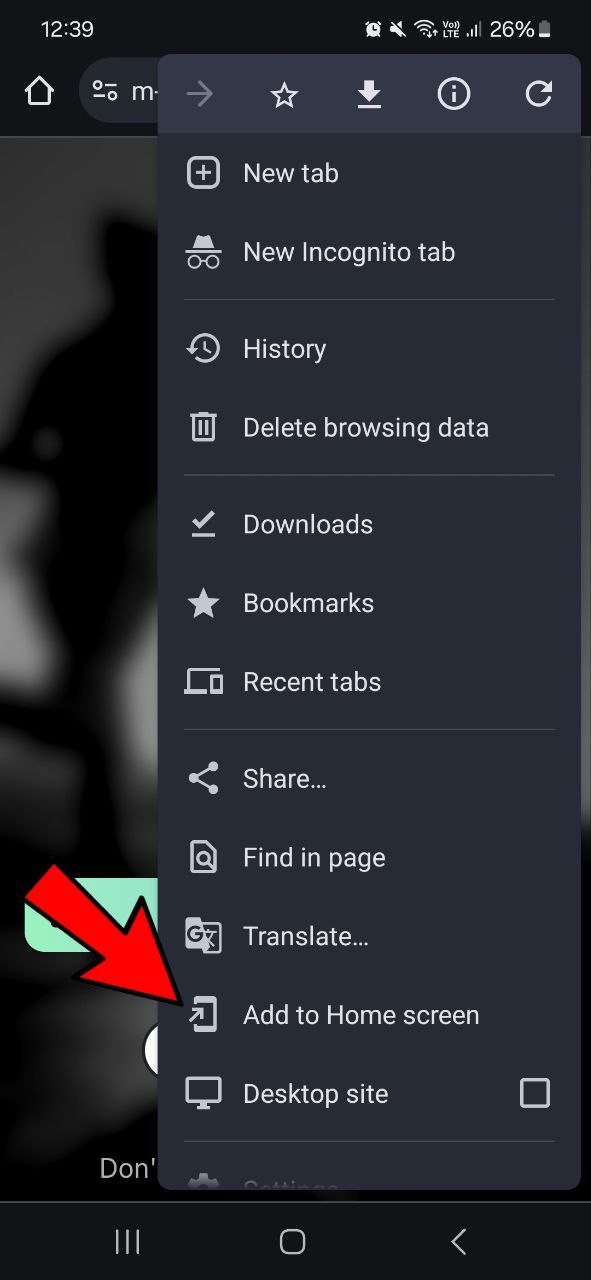 12:39
Vo))
LTE
26%
m-
New tab
New Incognito tab
History
Delete browsing data
Downloads
Bookmarks
Recent tabs
Share...
Find in page
G
Translate...
Add to Home screen
Desktop site
Settings
Don'